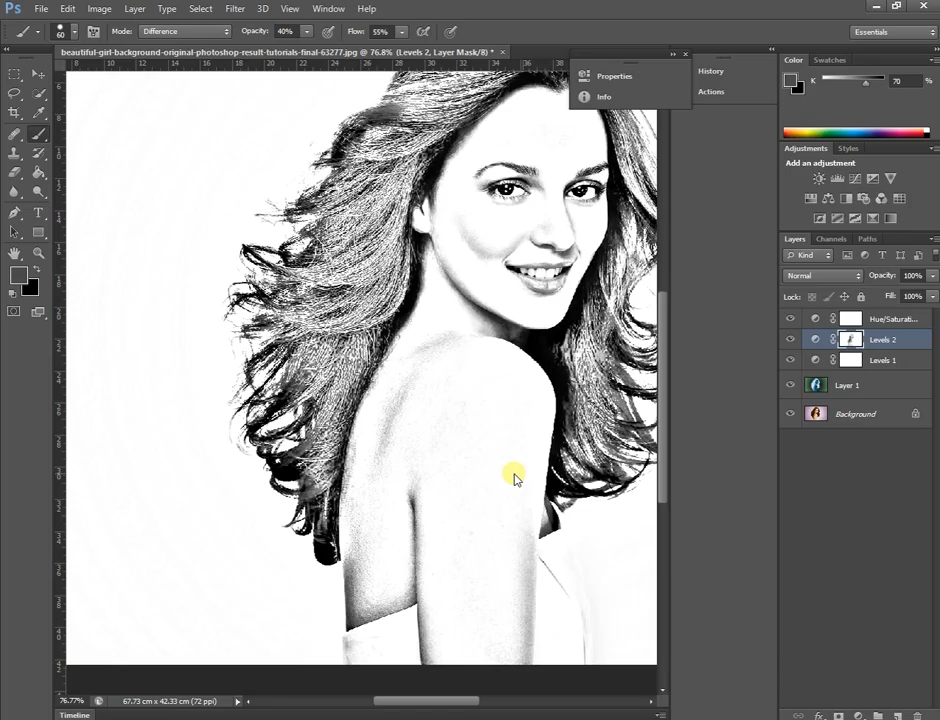 Ps File Edit Image Layer Type Select Filter 3D View Window Help
60 Mode: Difference Opacity: 40% Flow: 55% Essentials
beautiful-girl-background-original-photoshop-result-tutorials-final-63277.jpg @ 76.8% (Levels 2, Layer Mask/8) * ×
Properties
Info
History
Actions
Color Swatches
K 70 %
Adjustments Styles
Add an adjustment
Layers Channels Paths
Kind
Normal Opacity: 100%
Lock: Fill: 100%
Hue/Saturati...
Levels 2
Levels 1
Layer 1
Background
76.77% 67.73 cm x 42.33 cm (72 ppi)
Timeline